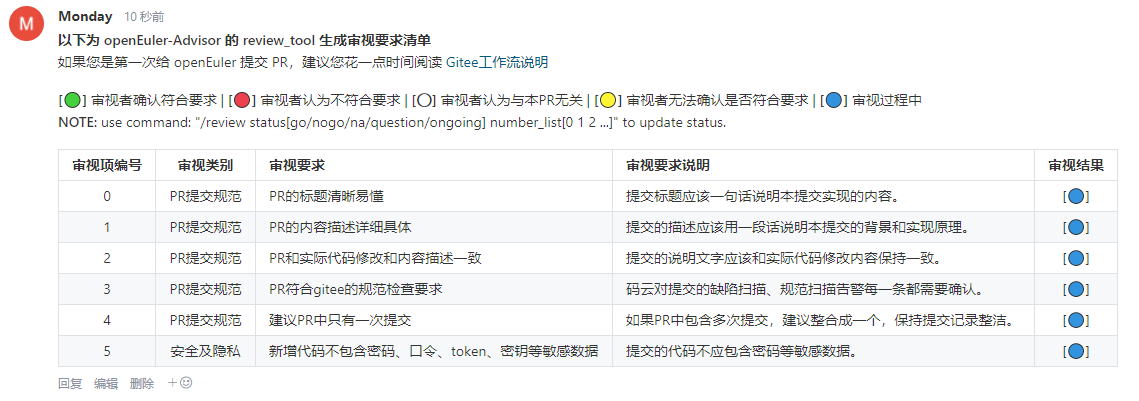 M
Monday 10 秒前
以下为 openEuler-Advisor 的 review_tool 生成审视要求清单
如果您是第一次给 openEuler 提交 PR，建议您花一点时间阅读 Gitee工作流说明
[🟢] 审视者确认符合要求 | [🔴] 审视者认为不符合要求 | [⚪] 审视者认为与本PR无关 | [🟡] 审视者无法确认是否符合要求 | [🔵] 审视过程中
NOTE: use command: "/review status[go/nogo/na/question/ongoing] number_list[0 1 2 ...]" to update status.
审视项编号 审视类别 审视要求 审视要求说明 审视结果
0 PR提交规范 PR的标题清晰易懂 提交标题应该一句话说明本提交实现的内容。 [🔵]
1 PR提交规范 PR的内容描述详细具体 提交的描述应该用一段话说明本提交的背景和实现原理。 [🔵]
2 PR提交规范 PR和实际代码修改和内容描述一致 提交的说明文字应该和实际代码修改内容保持一致。 [🔵]
3 PR提交规范 PR符合gitee的规范检查要求 码云对提交的缺陷扫描、规范扫描告警每一条都需要确认。 [🔵]
4 PR提交规范 建议PR中只有一次提交 如果PR中包含多次提交，建议整合成一个，保持提交记录整洁。 [🔵]
5 安全及隐私 新增代码不包含密码、口令、token、密钥等敏感数据 提交的代码不应包含密码等敏感数据。 [🔵]
回复 编辑 删除 +☺